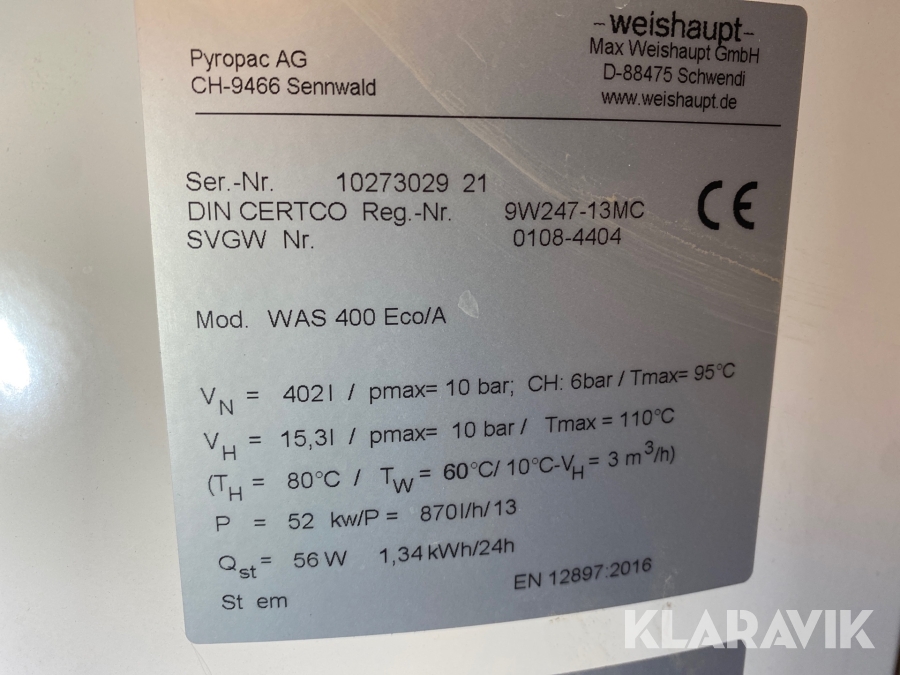 Pyropac AG
CH-9466 Sennwald
-weishaupt-
Max Weishaupt GmbH
D-88475 Schwendi
www.weishaupt.de
Ser.-Nr. 10273029 21
DIN CERTCO Reg.-Nr. 9W247-13MC
SVGW Nr. 0108-4404
CE
Mod. WAS 400 Eco/A
VN = 402l / pmax= 10 bar; CH: 6bar / Tmax= 95°C
VH = 15,3l / pmax= 10 bar / Tmax = 110°C
(TH = 80°C / TW = 60°C/ 10°C-VH = 3 m³/h)
P = 52 kw/P = 870l/h/13
Qst = 56 W 1,34 kWh/24h
St em
EN 12897:2016
KLARAVIK